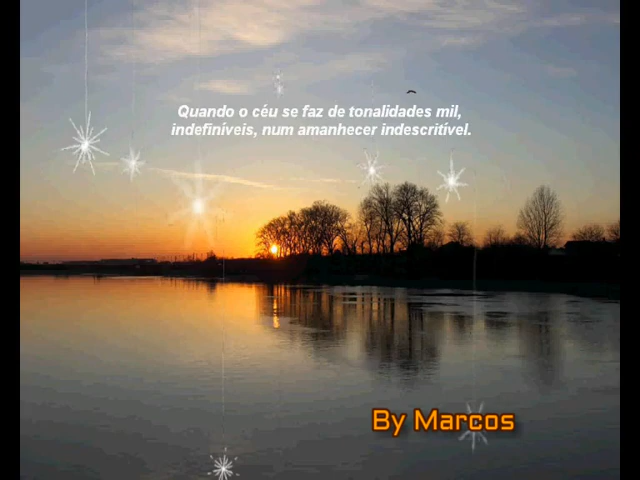 Quando o céu se faz de tonalidades mil,
indefiníveis, num amanhecer indescritível.
By Marcos